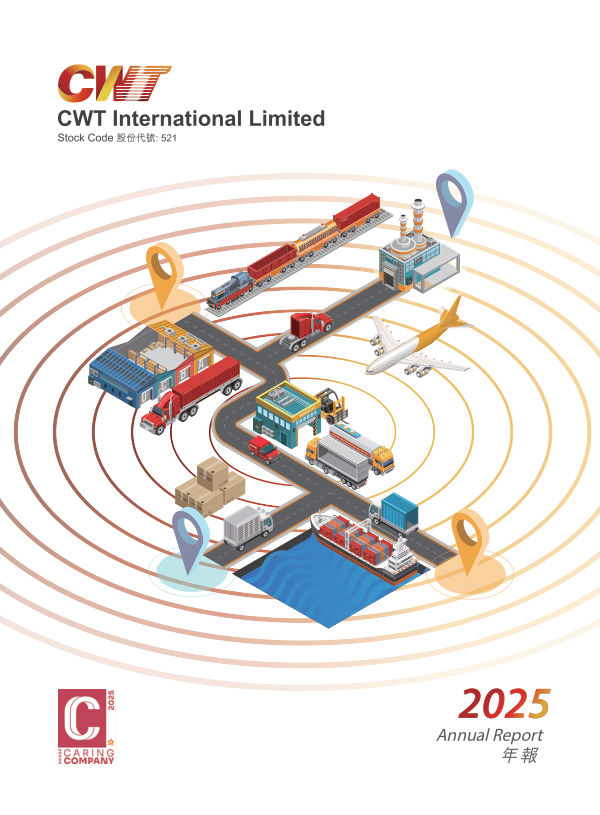 CWT
CWT International Limited
Stock Code 股份代號: 521
2025
C
CARING
COMPANY
2025
Annual Report
年報